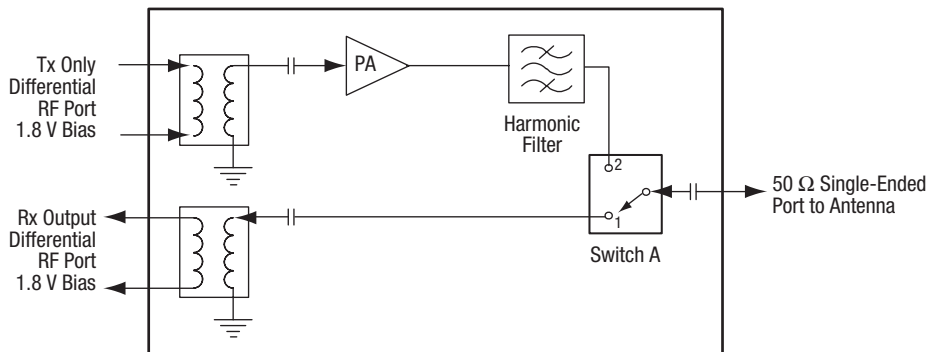 Tx Only
Differential
RF Port
1.8 V Bias
PA
Harmonic
Filter
2
50 Ω Single-Ended
Port to Antenna
1
Switch A
Rx Output
Differential
RF Port
1.8 V Bias